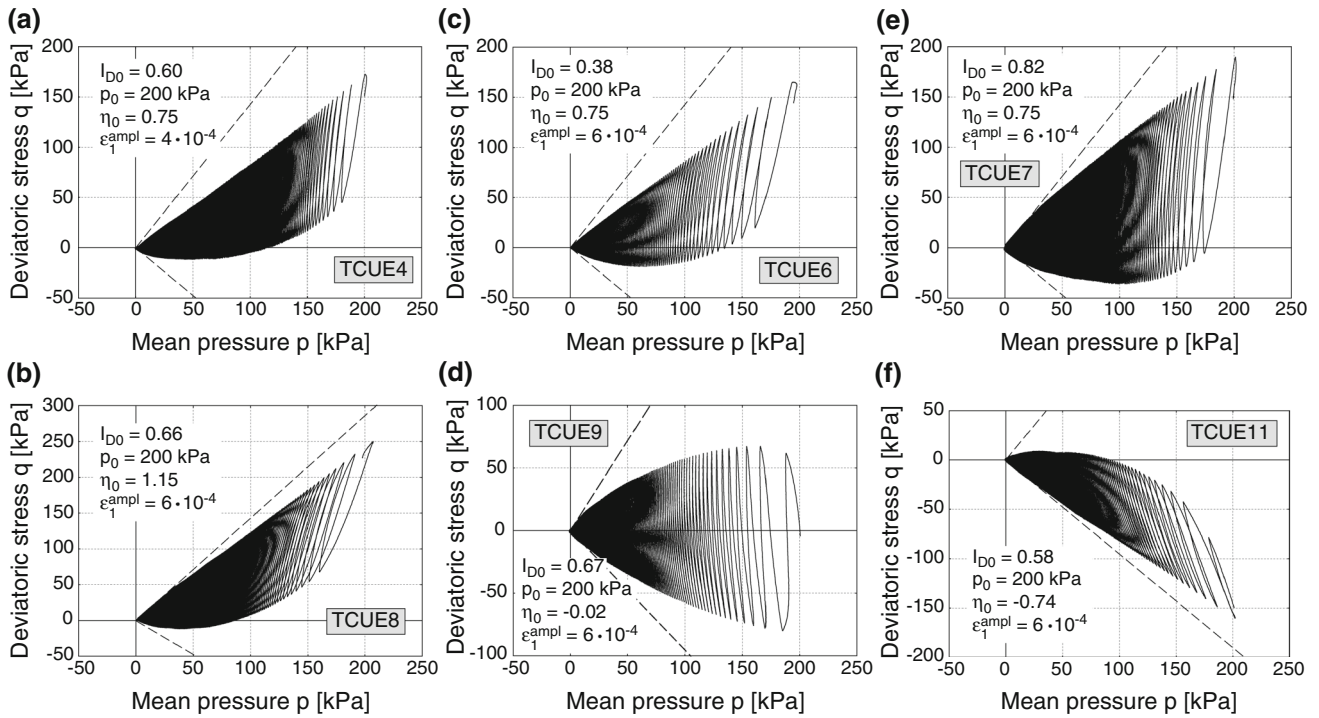 (a)
200
150
100
50
0
-50
-50 0 50 100 150 200 250
Deviatoric stress q [kPa]
Mean pressure p [kPa]
I_D0 = 0.60
p_0 = 200 kPa
η_0 = 0.75
ε_1^ampl = 4·10^-4
TCUE4
(c)
200
150
100
50
0
-50
-50 0 50 100 150 200 250
Deviatoric stress q [kPa]
Mean pressure p [kPa]
I_D0 = 0.38
p_0 = 200 kPa
η_0 = 0.75
ε_1^ampl = 6·10^-4
TCUE6
(e)
200
150
100
50
0
-50
-50 0 50 100 150 200 250
Deviatoric stress q [kPa]
Mean pressure p [kPa]
I_D0 = 0.82
p_0 = 200 kPa
η_0 = 0.75
ε_1^ampl = 6·10^-4
TCUE7
(b)
300
250
200
150
100
50
0
-50
-50 0 50 100 150 200 250
Deviatoric stress q [kPa]
Mean pressure p [kPa]
I_D0 = 0.66
p_0 = 200 kPa
η_0 = 1.15
ε_1^ampl = 6·10^-4
TCUE8
(d)
100
50
0
-50
-100
-50 0 50 100 150 200 250
Deviatoric stress q [kPa]
Mean pressure p [kPa]
TCUE9
I_D0 = 0.67
p_0 = 200 kPa
η_0 = -0.02
ε_1^ampl = 6·10^-4
(f)
50
0
-50
-100
-150
-200
-50 0 50 100 150 200 250
Deviatoric stress q [kPa]
Mean pressure p [kPa]
TCUE11
I_D0 = 0.58
p_0 = 200 kPa
η_0 = -0.74
ε_1^ampl = 6·10^-4